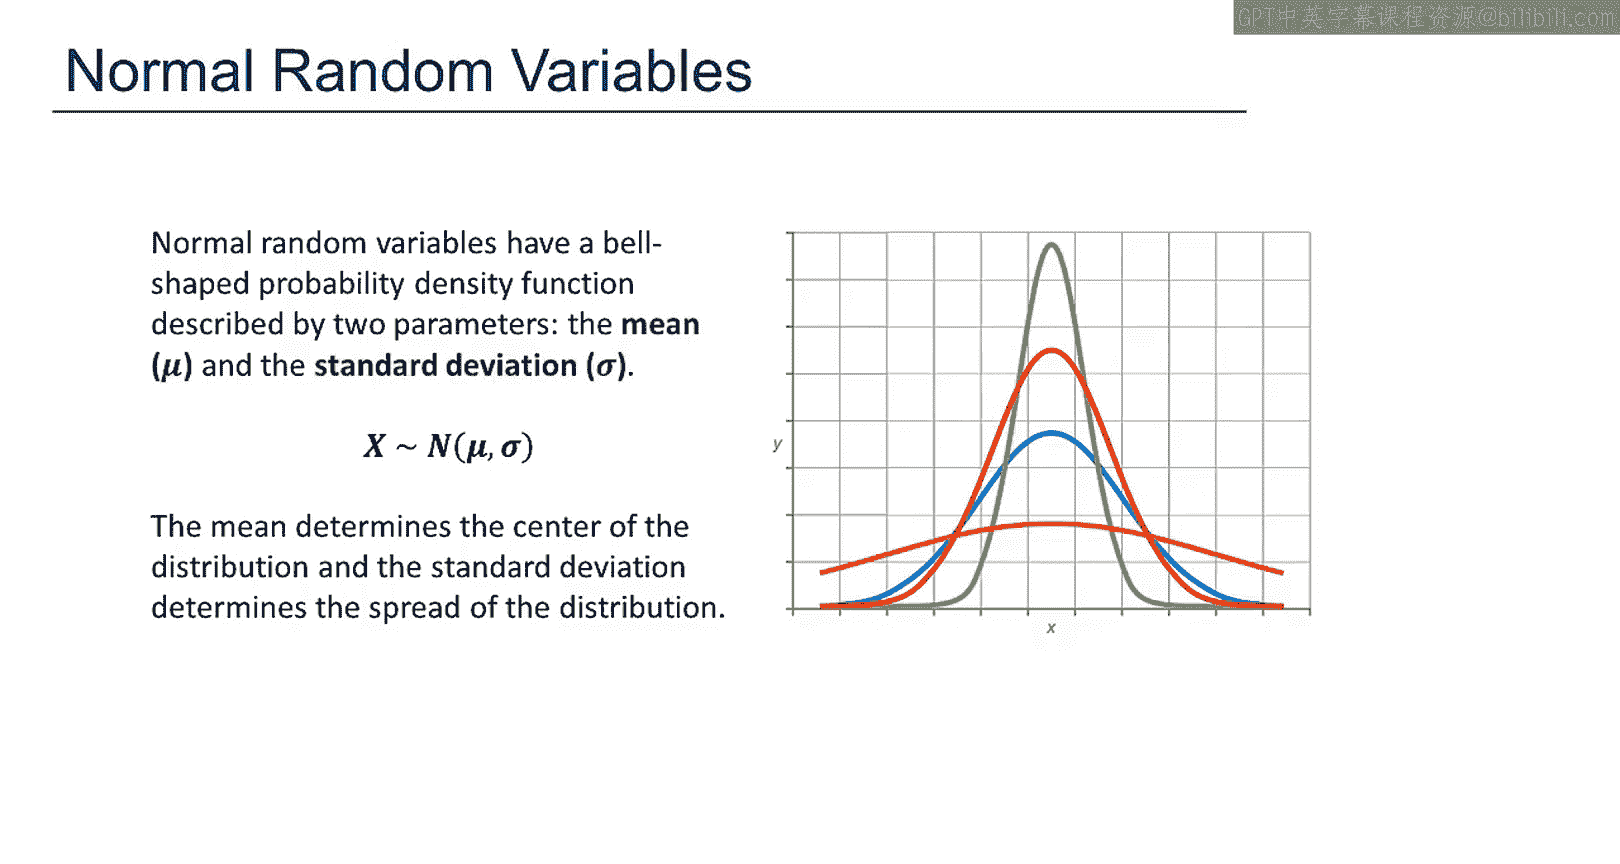 GPT中英字幕课程资源@bilibili.com
Normal Random Variables
Normal random variables have a bell-
shaped probability density function
described by two parameters: the mean
(μ) and the standard deviation (σ).
X ~ N(μ, σ)
The mean determines the center of the
distribution and the standard deviation
determines the spread of the distribution.
y
x